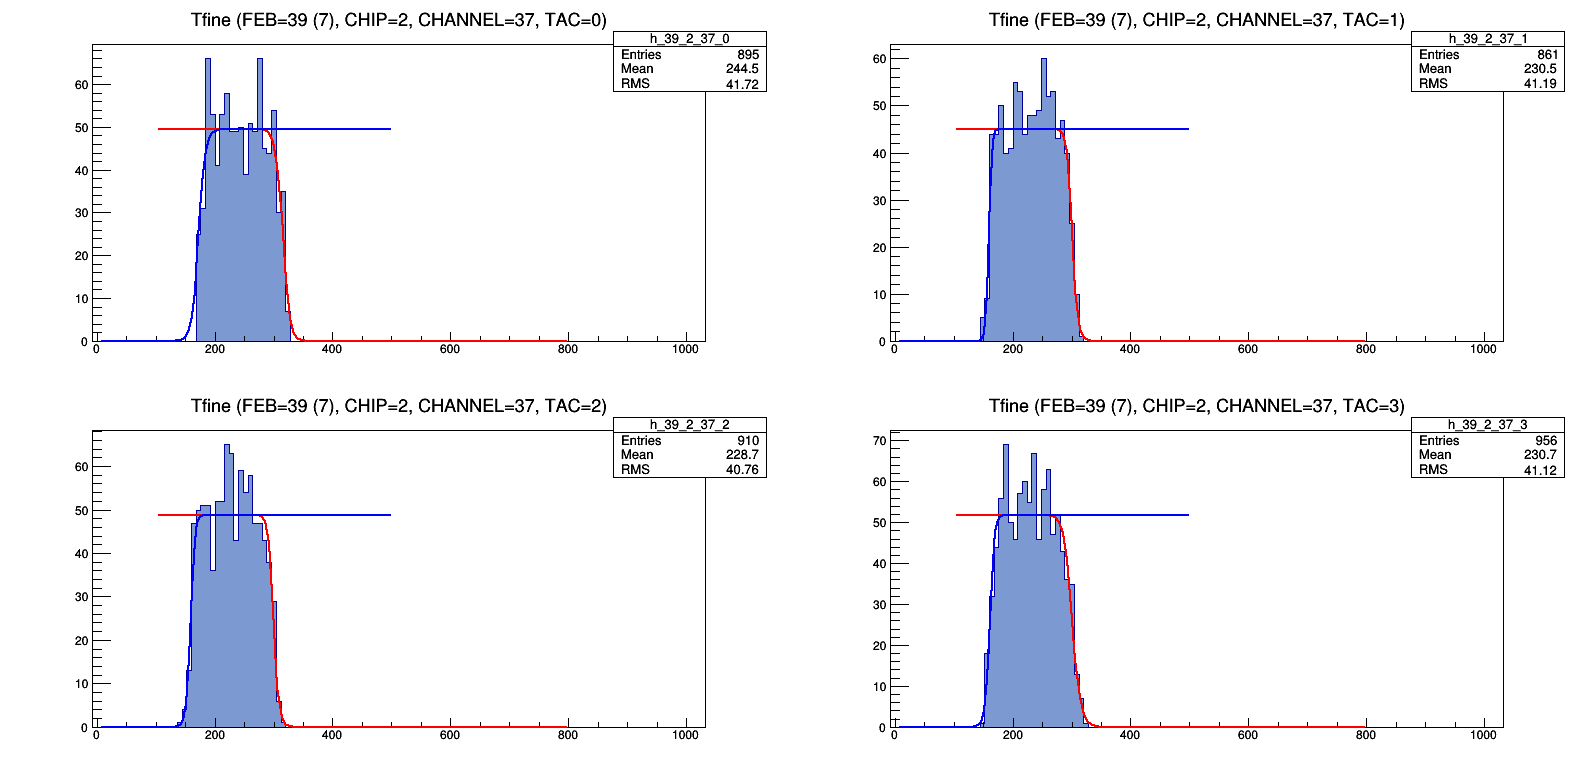 Tfine (FEB=39 (7), CHIP=2, CHANNEL=37, TAC=0)
h_39_2_37_0
Entries 895
Mean 244.5
RMS 41.72
60
50
40
30
20
10
0
0 200 400 600 800 1000
Tfine (FEB=39 (7), CHIP=2, CHANNEL=37, TAC=1)
h_39_2_37_1
Entries 861
Mean 230.5
RMS 41.19
60
50
40
30
20
10
0
0 200 400 600 800 1000
Tfine (FEB=39 (7), CHIP=2, CHANNEL=37, TAC=2)
h_39_2_37_2
Entries 910
Mean 228.7
RMS 40.76
60
50
40
30
20
10
0
0 200 400 600 800 1000
Tfine (FEB=39 (7), CHIP=2, CHANNEL=37, TAC=3)
h_39_2_37_3
Entries 956
Mean 230.7
RMS 41.12
70
60
50
40
30
20
10
0
0 200 400 600 800 1000